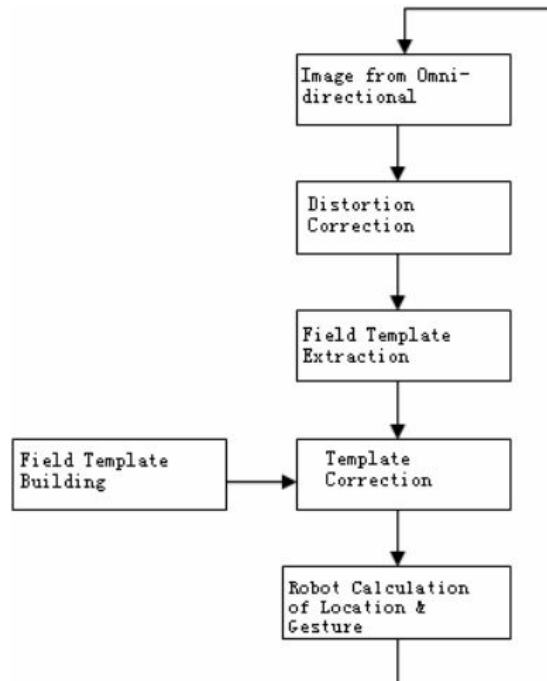 Image from Omni-
directional
Distortion
Correction
Field Template
Extraction
Field Template
Building
Template
Correction
Robot Calculation
of Location &
Gesture